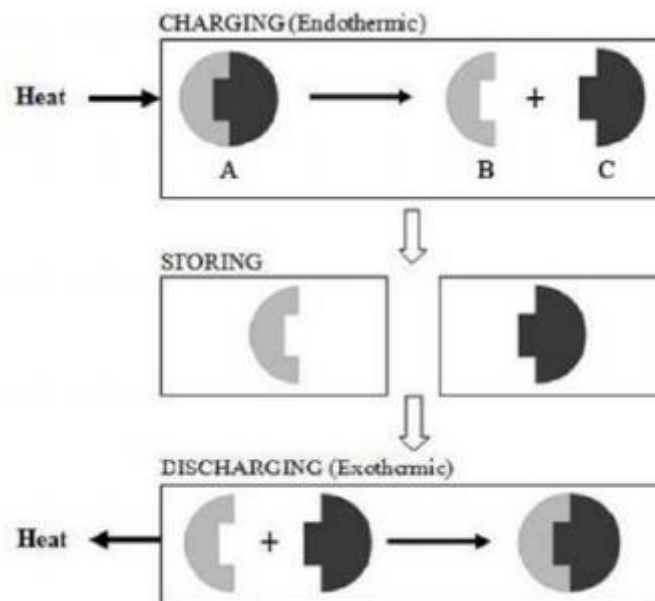 CHARGING (Endothermic)
Heat
+
A
B
C
STORING
DISCHARGING (Exothermic)
Heat
+